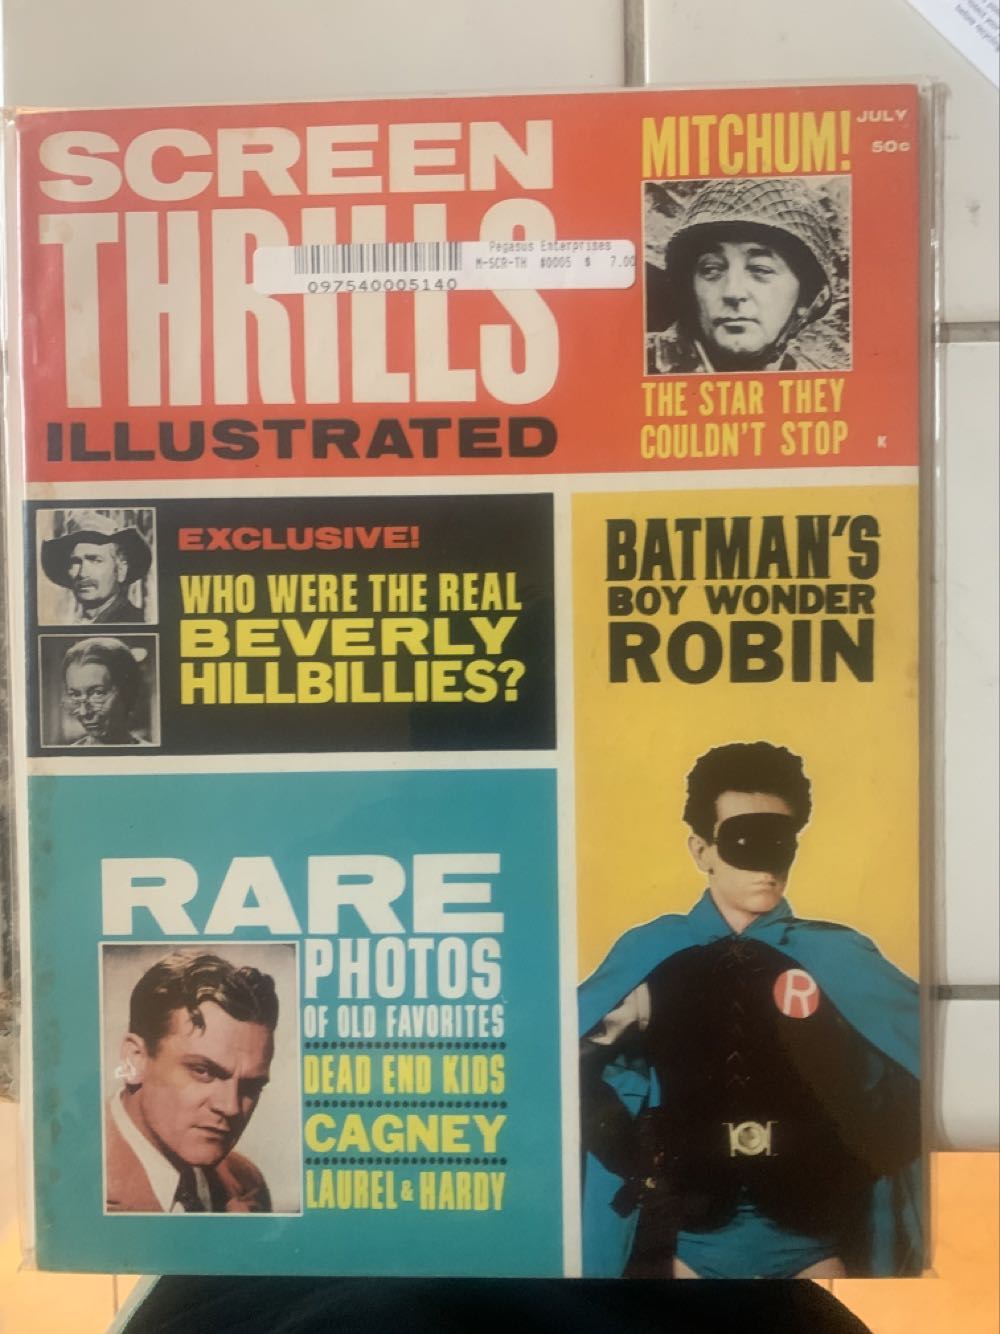 SCREEN
THRILLS
ILLUSTRATED
Pegasus Enterprises
M-SCR-TH #0005 $ 7.00
097540005140
MITCHUM!
JULY
50¢
THE STAR THEY
COULDN'T STOP
K
EXCLUSIVE!
WHO WERE THE REAL
BEVERLY
HILLBILLIES?
BATMAN'S
BOY WONDER
ROBIN
R
RARE
PHOTOS
OF OLD FAVORITES
DEAD END KIDS
CAGNEY
LAUREL & HARDY